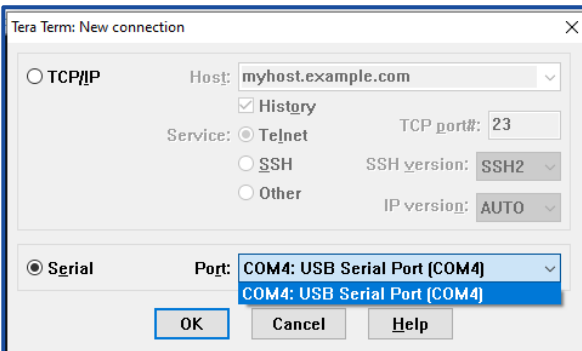 Tera Term: New connection
TCP/IP
Host: myhost.example.com
History
Service: Telnet
TCP port#: 23
SSH
SSH version: SSH2
Other
IP version: AUTO
Serial
Port: COM4: USB Serial Port (COM4)
COM4: USB Serial Port (COM4)
OK Cancel Help